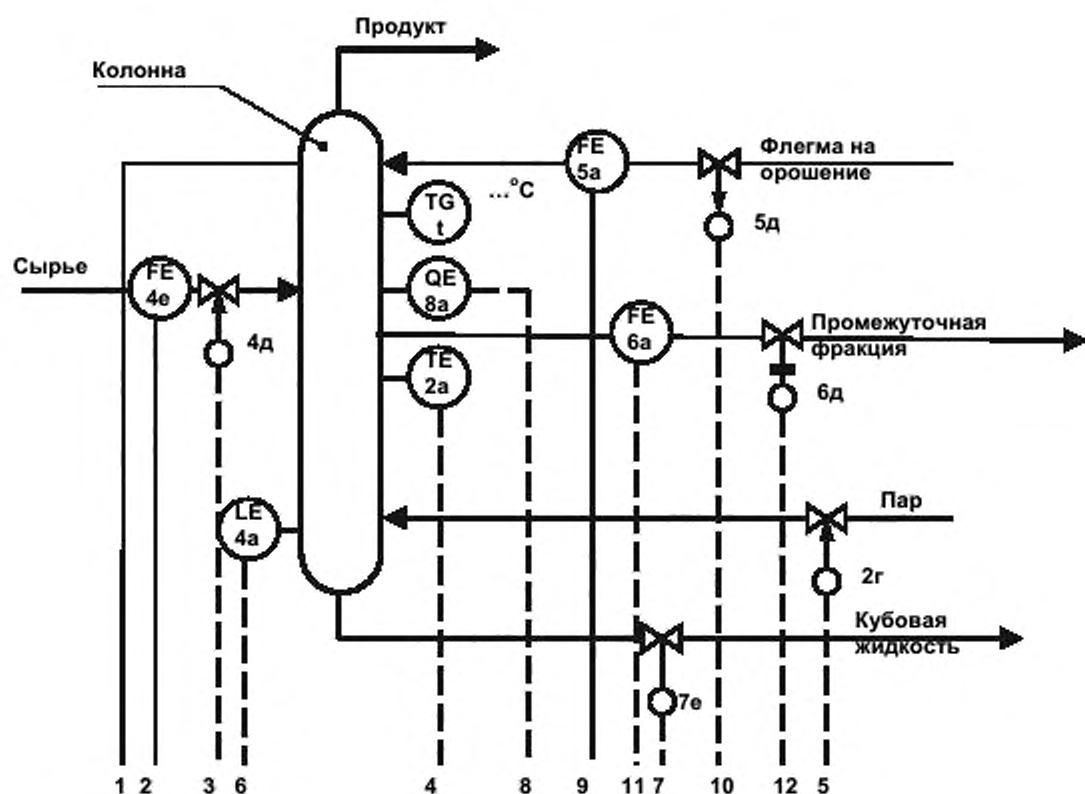 Продукт
Колонна
FE
5а
Флегма на
орошение
...°С
TG
t
5д
Сырье
FE
4е
QE
8а
4д
FE
6а
Промежуточная
фракция
TE
2а
6д
LE
4а
Пар
2г
Кубовая
жидкость
7е
1 2 3 6 4 8 9 11 7 10 12 5